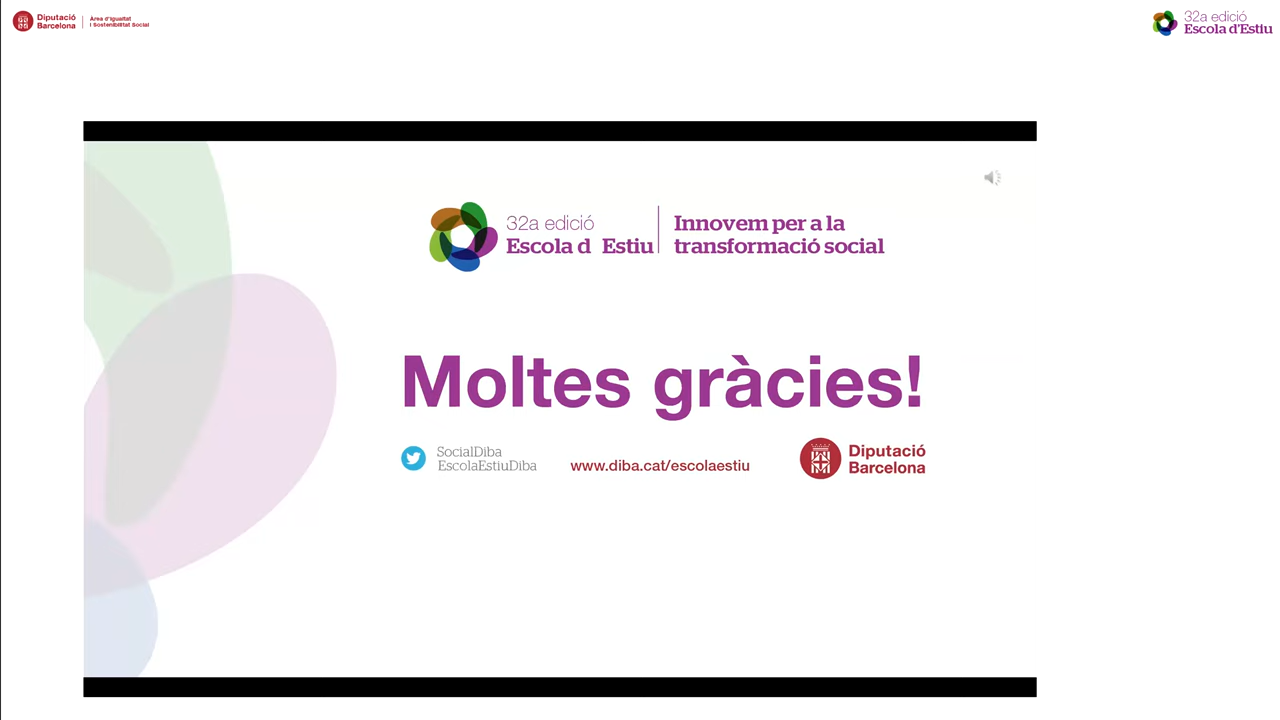 Diputació
Barcelona
Àrea d'Igualtat
i Sostenibilitat Social
32a edició
Escola d'Estiu
32a edició
Escola d Estiu
Innovem per a la
transformació social
Moltes gràcies!
SocialDiba
EscolaEstiuDiba
www.diba.cat/escolaestiu
Diputació
Barcelona